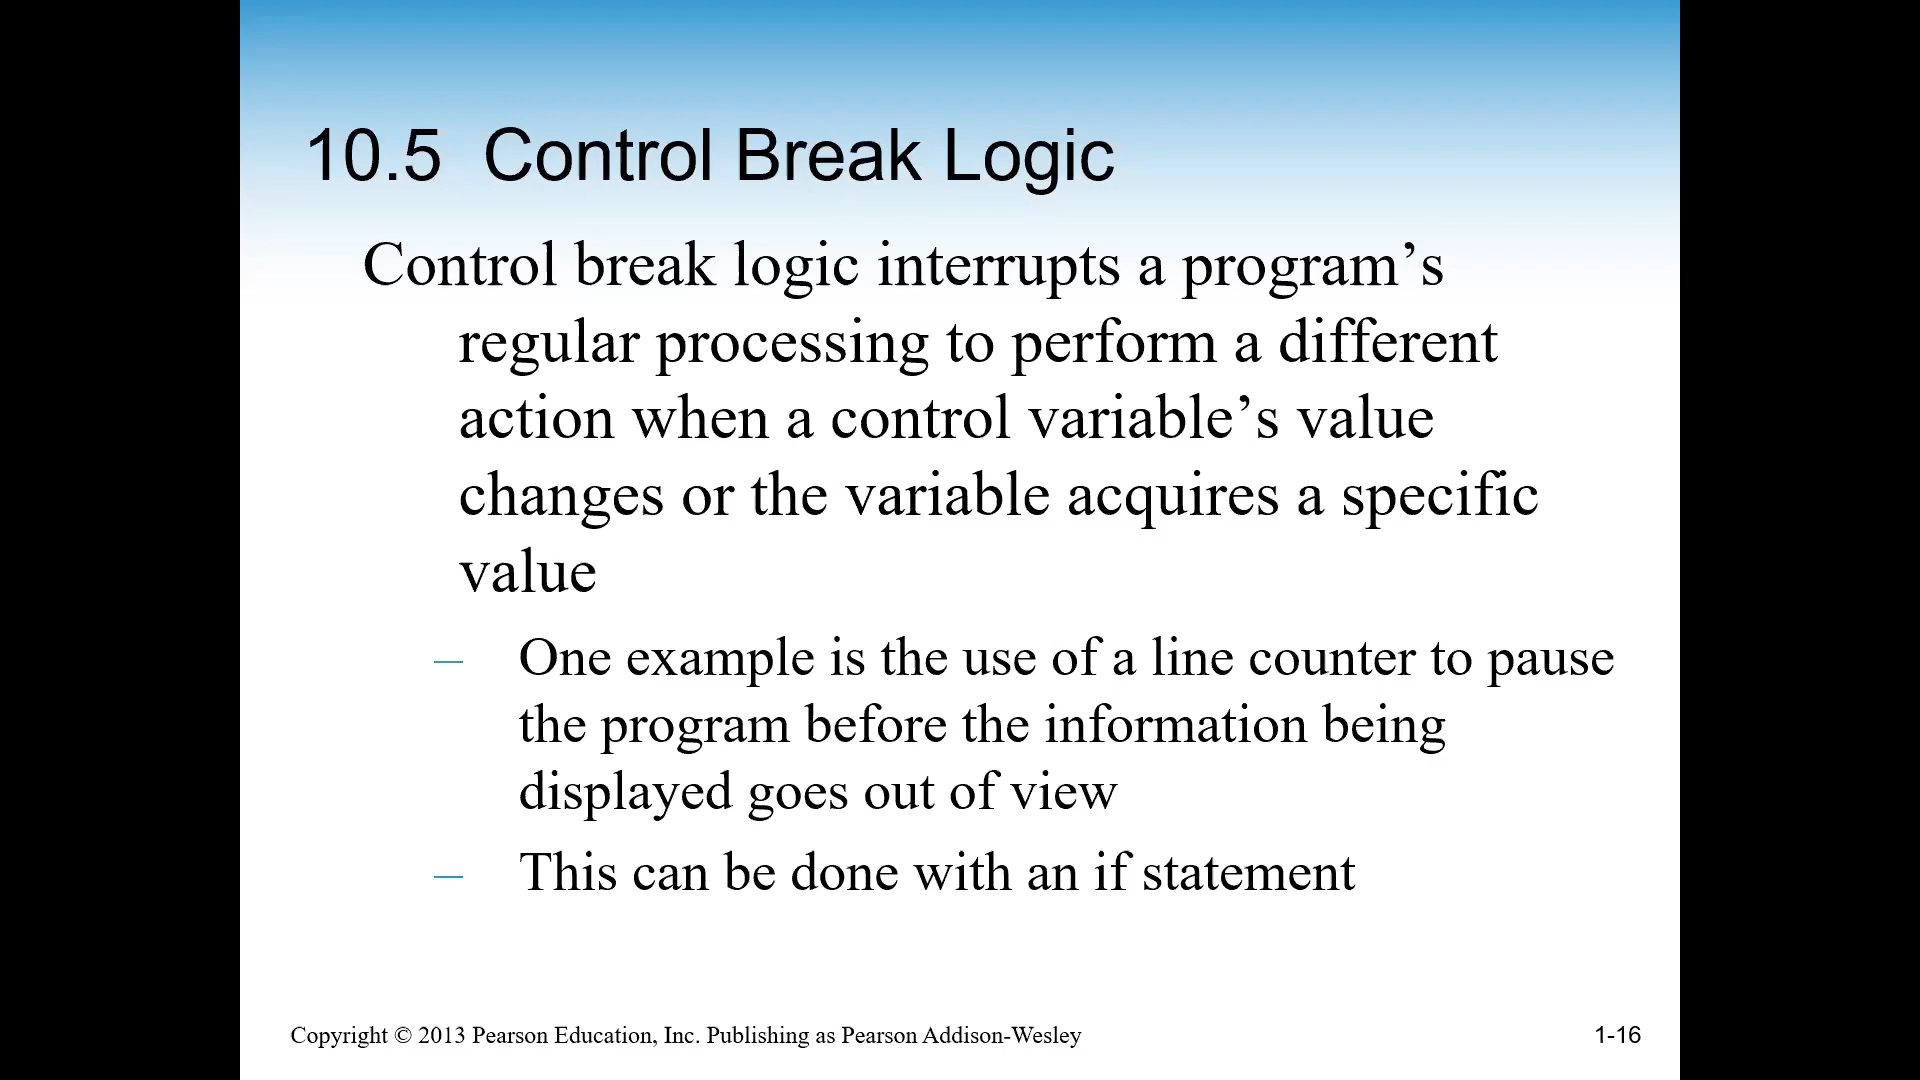 10.5 Control Break Logic
Control break logic interrupts a program’s
regular processing to perform a different
action when a control variable’s value
changes or the variable acquires a specific
value
– One example is the use of a line counter to pause
the program before the information being
displayed goes out of view
– This can be done with an if statement
Copyright © 2013 Pearson Education, Inc. Publishing as Pearson Addison-Wesley
1-16